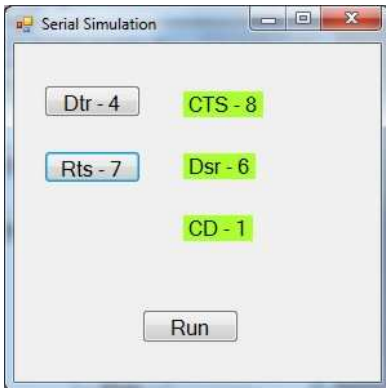 Serial Simulation
Dtr - 4 CTS - 8
Rts - 7 Dsr - 6
CD - 1
Run